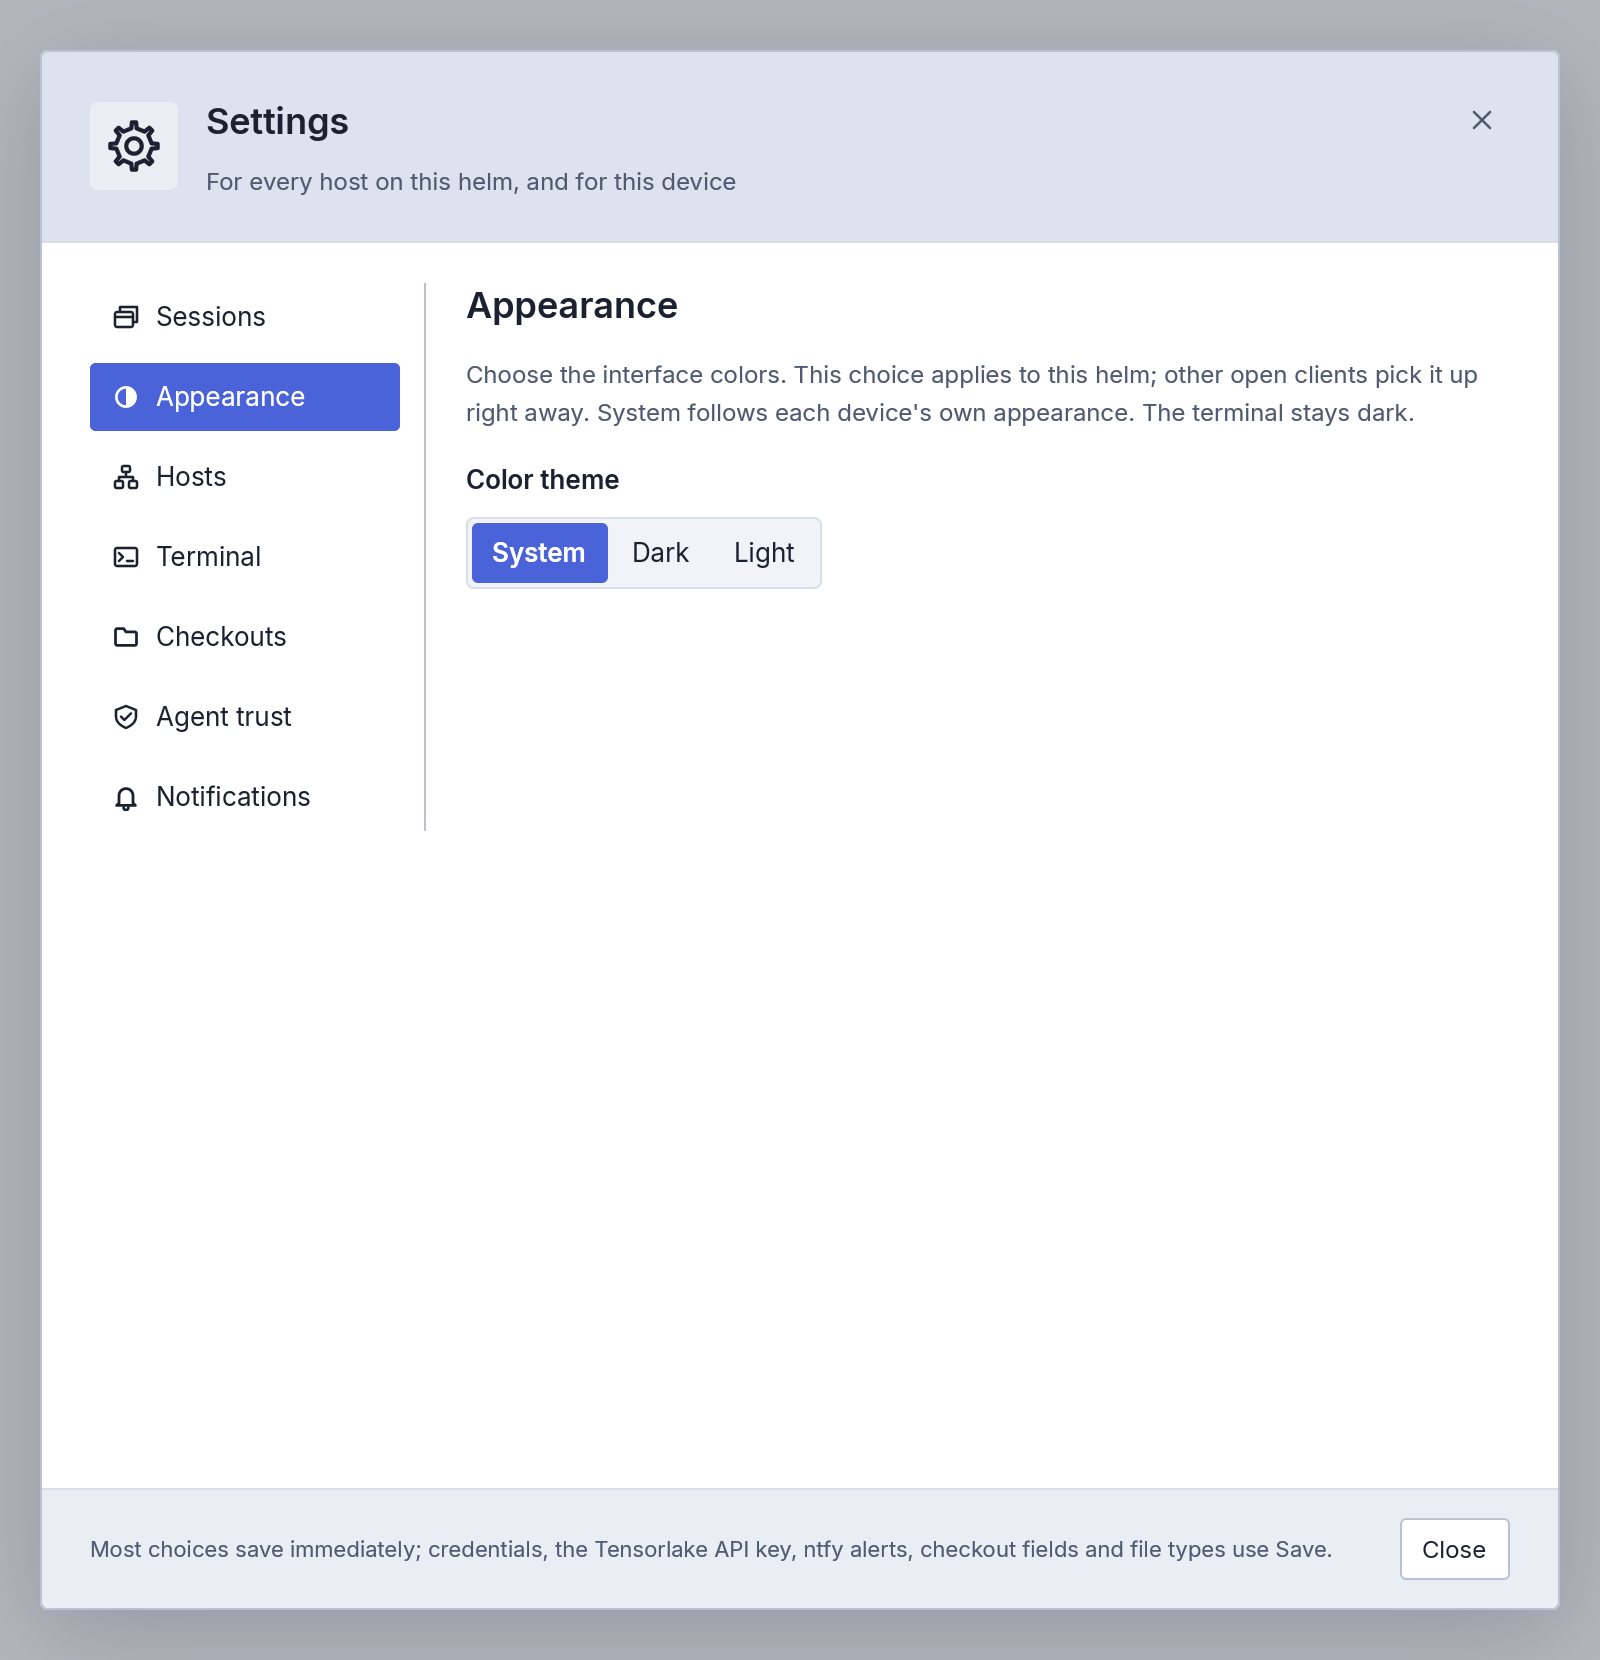 Settings
For every host on this helm, and for this device
Sessions
Appearance
Hosts
Terminal
Checkouts
Agent trust
Notifications
Appearance
Choose the interface colors. This choice applies to this helm; other open clients pick it up
right away. System follows each device's own appearance. The terminal stays dark.
Color theme
System Dark Light
Most choices save immediately; credentials, the Tensorlake API key, ntfy alerts, checkout fields and file types use Save.
Close